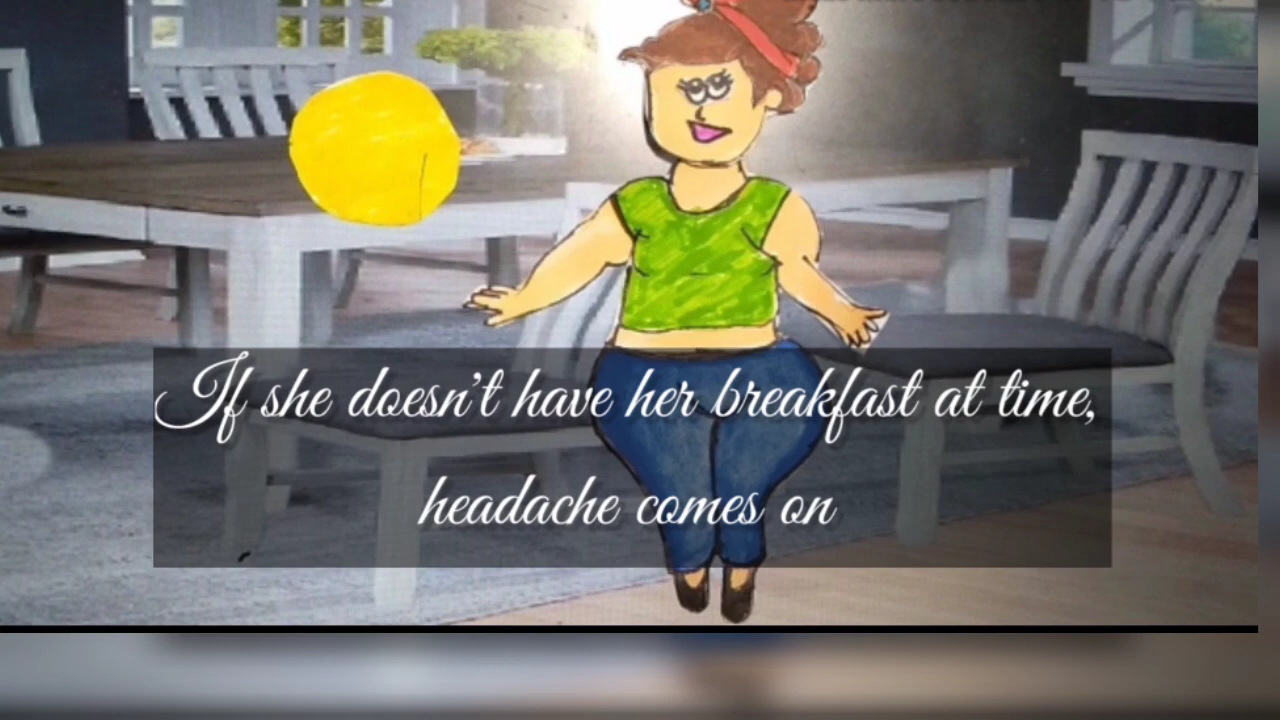 If she doesn't have her breakfast at time,
headache comes on